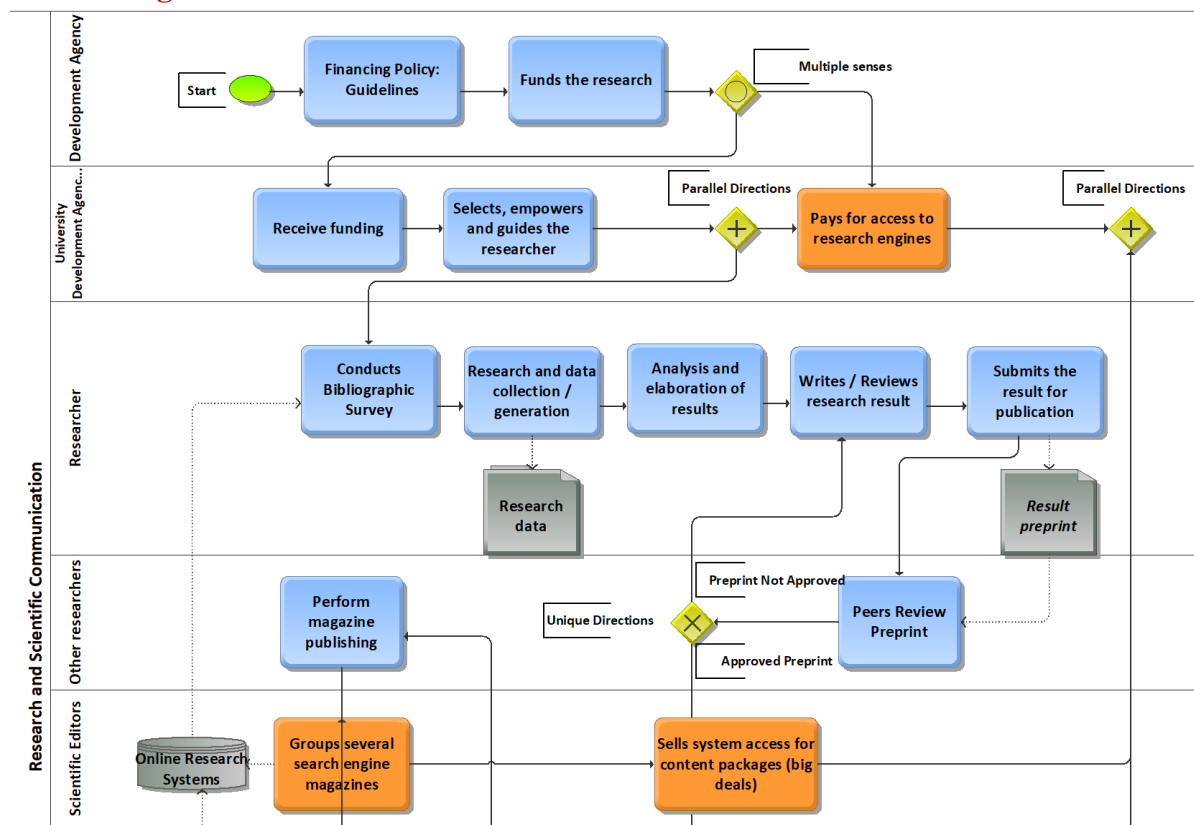 Development Agency
Start
Financing Policy:
Guidelines
Funds the research
Multiple senses
University
Development Agenc...
Receive funding
Selects, empowers
and guides the
researcher
Parallel Directions
Pays for access to
research engines
Parallel Directions
Research and Scientific Communication
Researcher
Conducts
Bibliographic
Survey
Research and data
collection /
generation
Analysis and
elaboration of
results
Writes / Reviews
research result
Submits the
result for
publication
Research
data
Result
preprint
Other researchers
Perform
magazine
publishing
Unique Directions
Preprint Not Approved
Approved Preprint
Peers Review
Preprint
Scientific Editors
Online Research
Systems
Groups several
search engine
magazines
Sells system access for
content packages (big
deals)